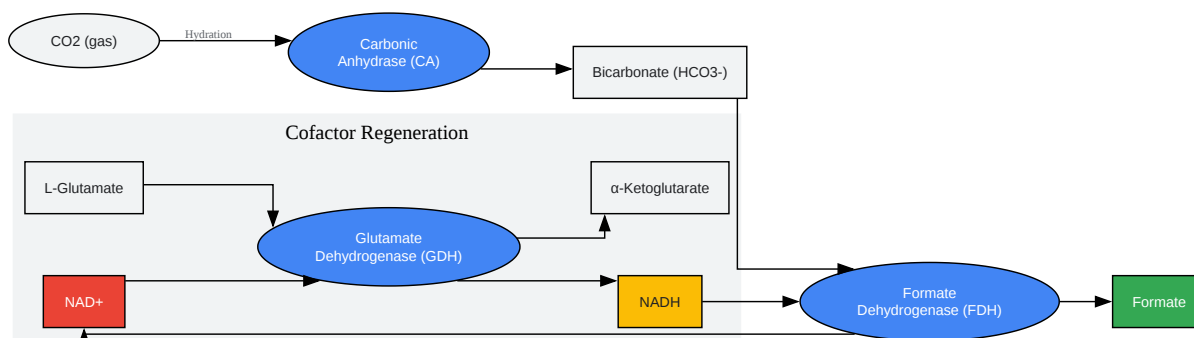 CO2 (gas)
Hydration
Carbonic
Anhydrase (CA)
Bicarbonate (HCO3-)
Cofactor Regeneration
L-Glutamate
α-Ketoglutarate
Glutamate
Dehydrogenase (GDH)
NAD+
NADH
Formate
Dehydrogenase (FDH)
Formate